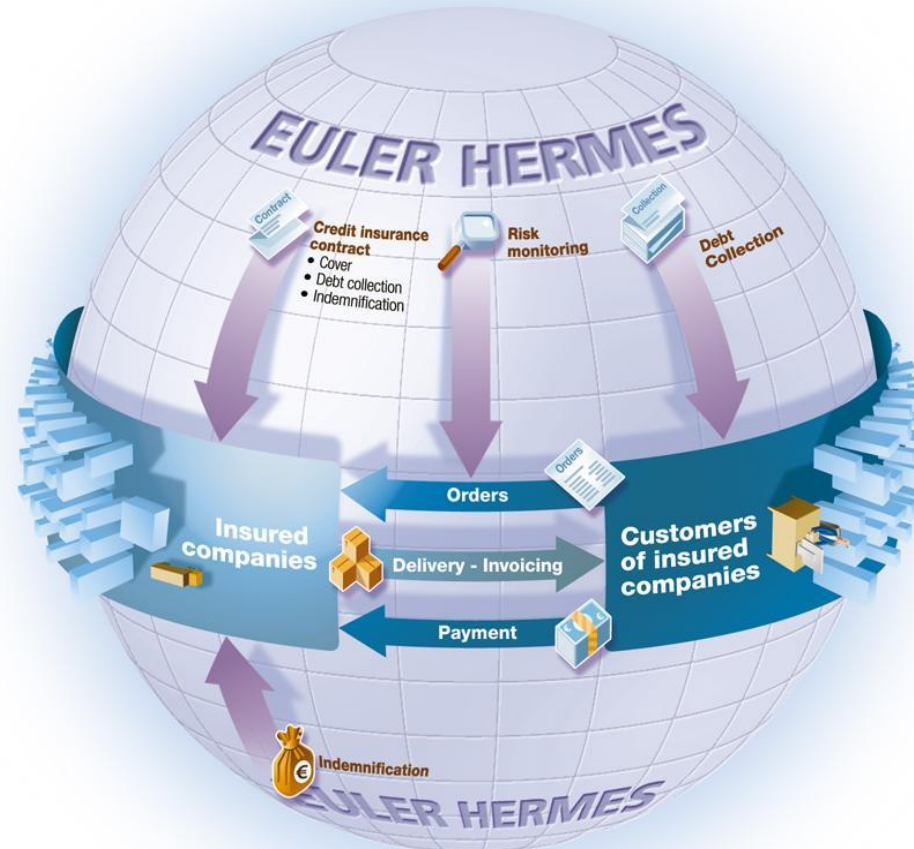 EULER HERMES
Contract
Credit insurance
contract
• Cover
• Debt collection
• Indemnification
Risk
monitoring
Collection
Debt
Collection
Orders
Orders
Insured
companies
Delivery - Invoicing
Customers
of insured
companies
Payment
€
Indemnification
EULER HERMES